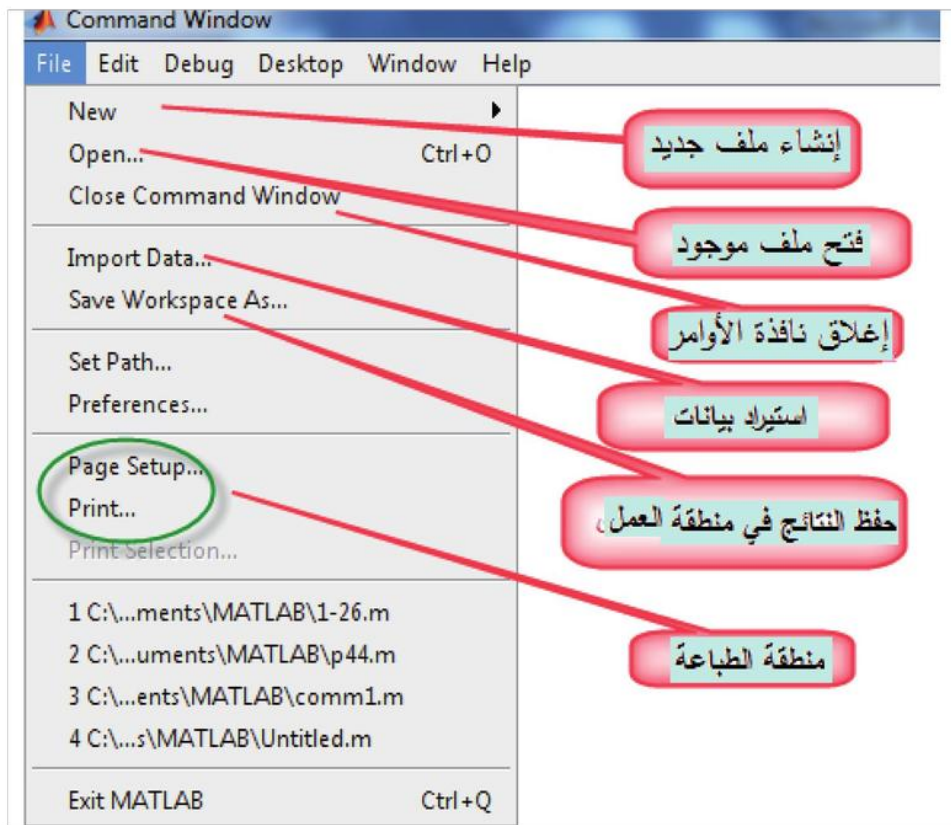 Command Window
File Edit Debug Desktop Window Help
New
Open... Ctrl+O
Close Command Window
Import Data...
Save Workspace As...
Set Path...
Preferences...
Page Setup...
Print...
Print Selection...
1 C:\...ments\MATLAB\1-26.m
2 C:\...uments\MATLAB\p44.m
3 C:\...ents\MATLAB\comm1.m
4 C:\...s\MATLAB\Untitled.m
Exit MATLAB Ctrl+Q
إنشاء ملف جديد
فتح ملف موجود
إغلاق نافذة الأوامر
استيراد بيانات
حفظ النتائج في منطقة العمل
منطقة الطباعة